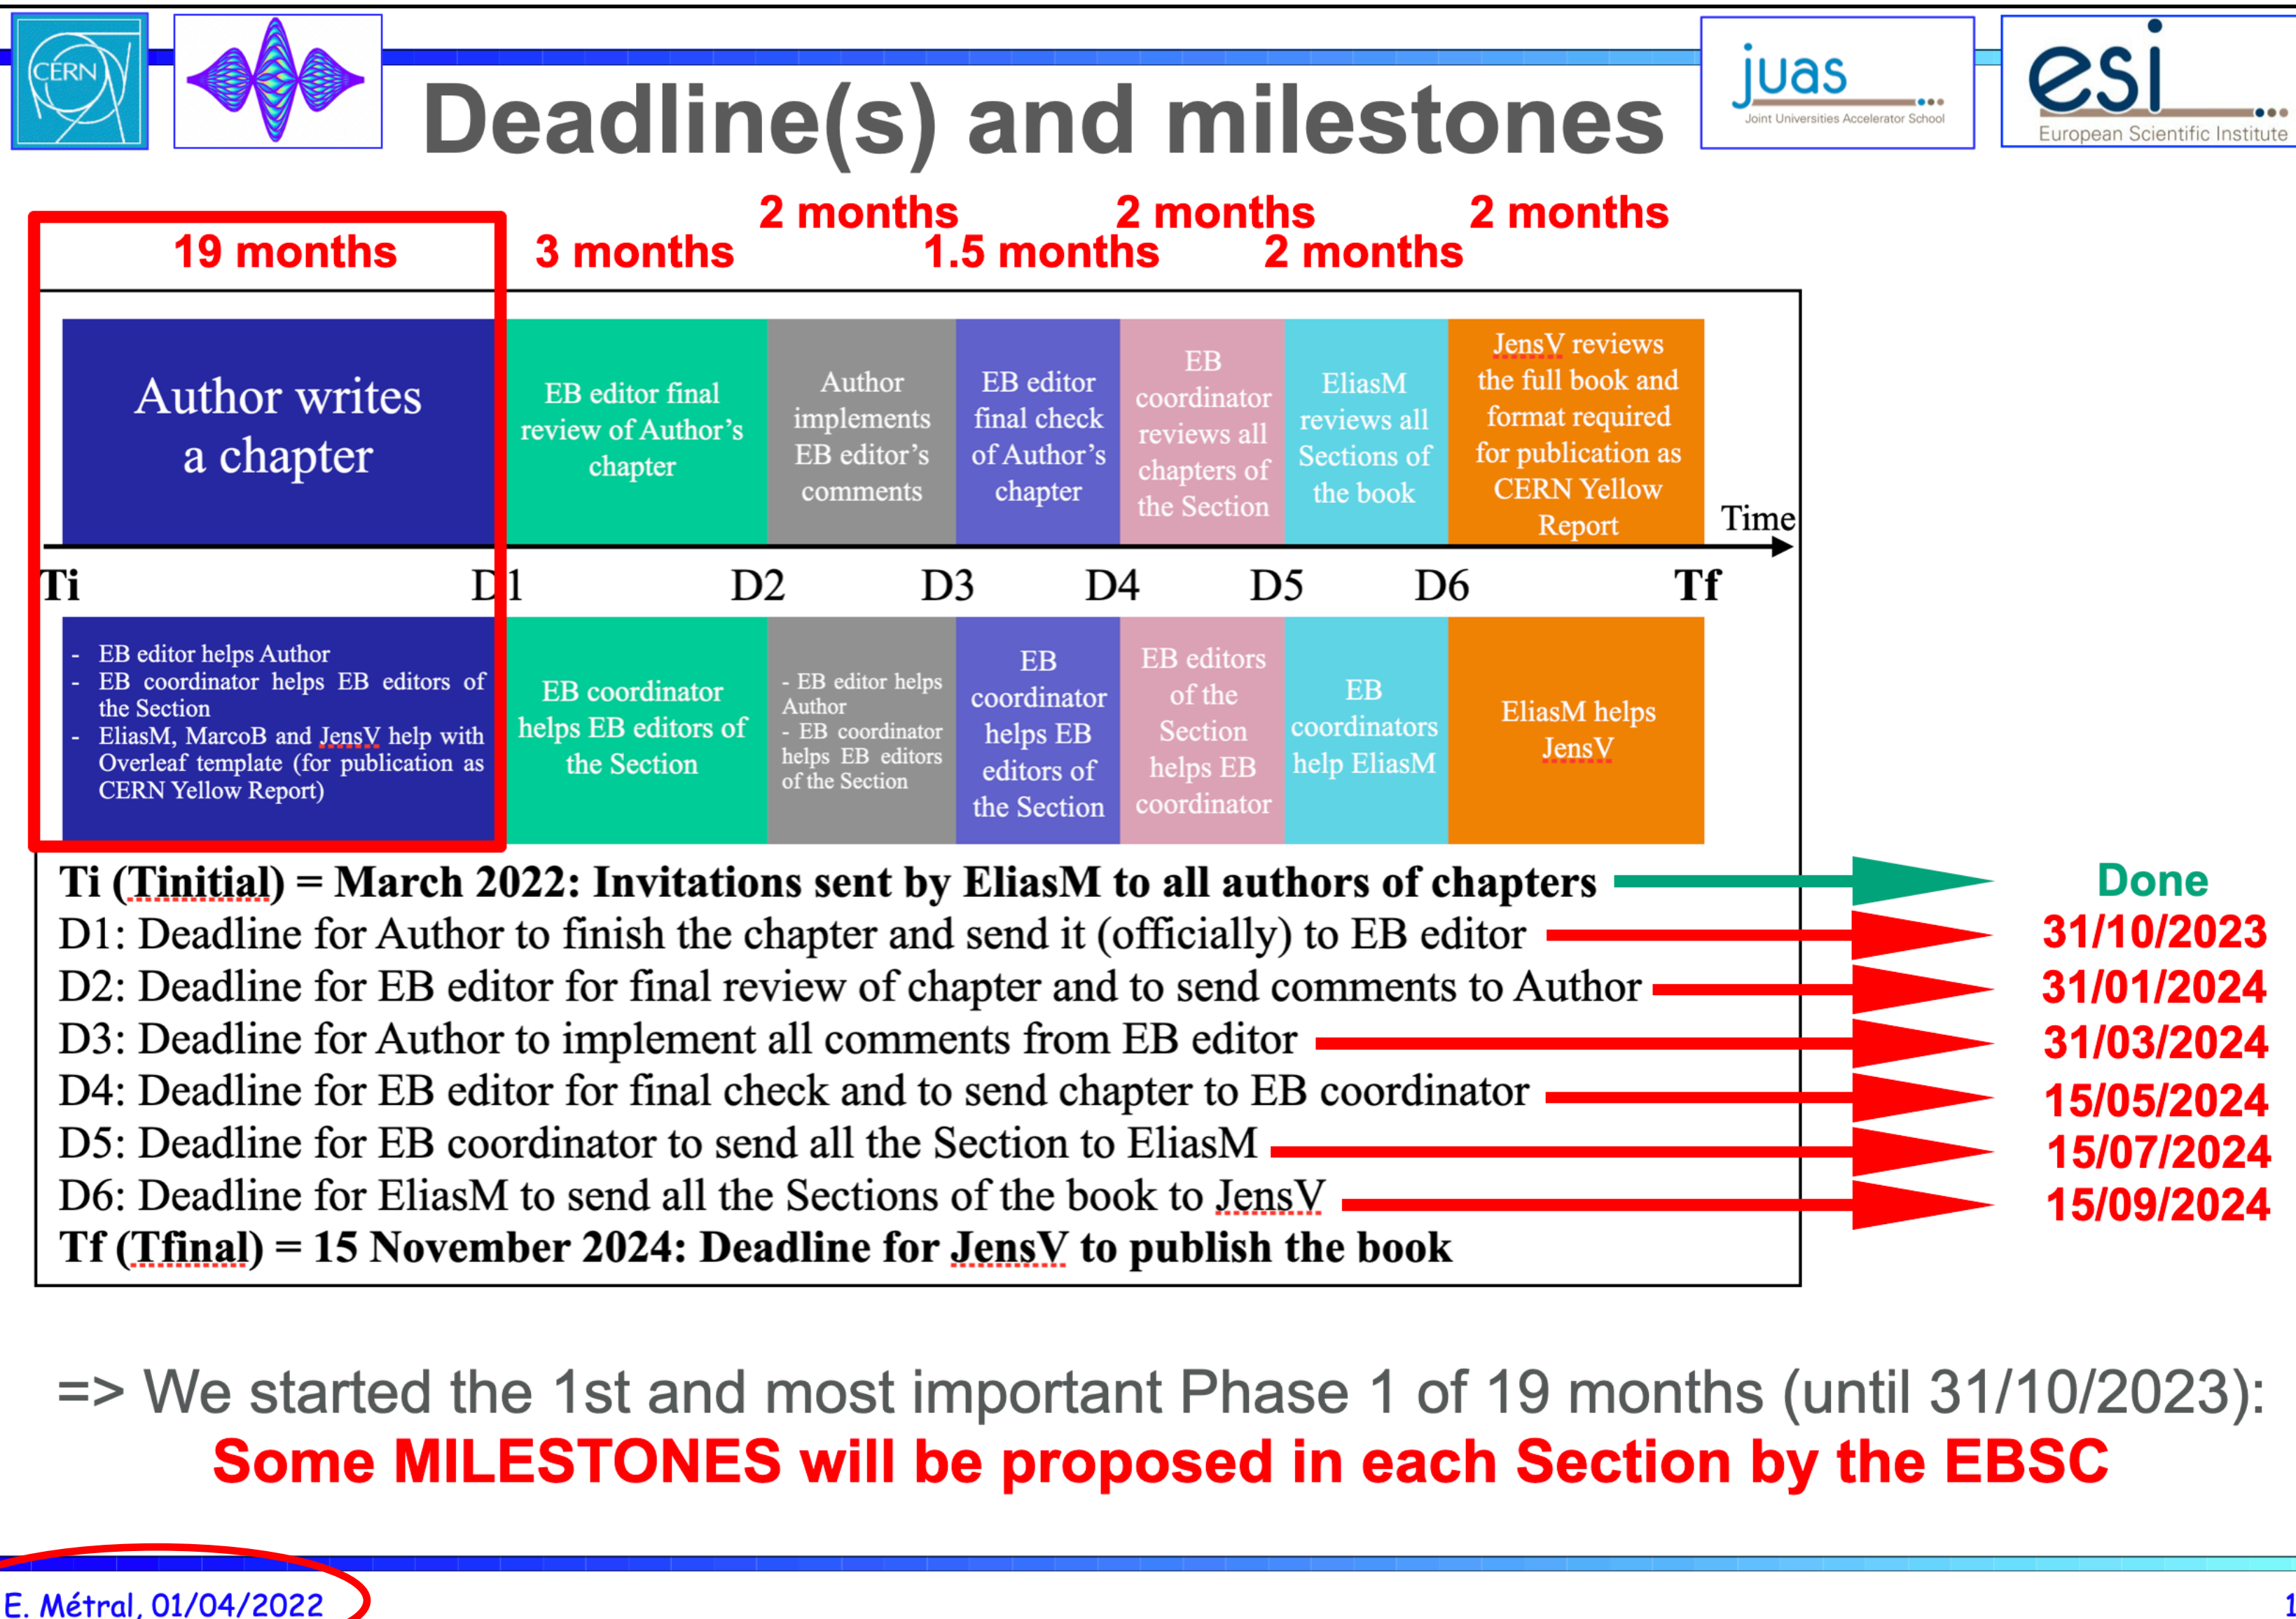 CERN
juas
Joint Universities Accelerator School
esi
European Scientific Institute
Deadline(s) and milestones
19 months
3 months
2 months
1.5 months
2 months
2 months
2 months
Author writes
a chapter
EB editor final
review of Author's
chapter
Author
implements
EB editor's
comments
EB editor
final check
of Author's
chapter
EB
coordinator
reviews all
chapters of
the Section
EliasM
reviews all
Sections of
the book
JensV reviews
the full book and
format required
for publication as
CERN Yellow
Report
Time
Ti
D1
D2
D3
D4
D5
D6
Tf
- EB editor helps Author
- EB coordinator helps EB editors of
the Section
- EliasM, MarcoB and JensV help with
Overleaf template (for publication as
CERN Yellow Report)
EB coordinator
helps EB editors of
the Section
- EB editor helps
Author
- EB coordinator
helps EB editors
of the Section
EB
coordinator
helps EB
editors of
the Section
EB editors
of the
Section
helps EB
coordinator
EB
coordinators
help EliasM
EliasM helps
JensV
Ti (Tinitial) = March 2022: Invitations sent by EliasM to all authors of chapters
Done
D1: Deadline for Author to finish the chapter and send it (officially) to EB editor
31/10/2023
D2: Deadline for EB editor for final review of chapter and to send comments to Author
31/01/2024
D3: Deadline for Author to implement all comments from EB editor
31/03/2024
D4: Deadline for EB editor for final check and to send chapter to EB coordinator
15/05/2024
D5: Deadline for EB coordinator to send all the Section to EliasM
15/07/2024
D6: Deadline for EliasM to send all the Sections of the book to JensV
15/09/2024
Tf (Tfinal) = 15 November 2024: Deadline for JensV to publish the book
=> We started the 1st and most important Phase 1 of 19 months (until 31/10/2023):
Some MILESTONES will be proposed in each Section by the EBSC
E. Métral, 01/04/2022